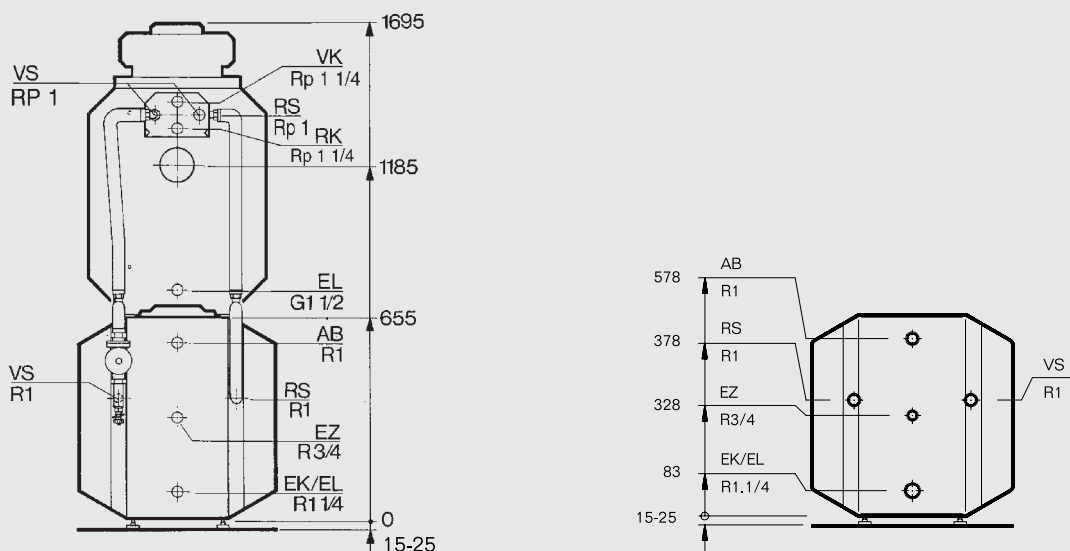 1695
VS
RP 1
VK
Rp 1 1/4
RS
Rp 1
RK
Rp 1 1/4
1185
EL
G1 1/2
655
AB
R1
VS
R1
RS
R1
EZ
R3/4
EK/EL
R1 1/4
0
15-25
578
AB
R1
378
RS
R1
VS
R1
328
EZ
R3/4
83
EK/EL
R1.1/4
15-25